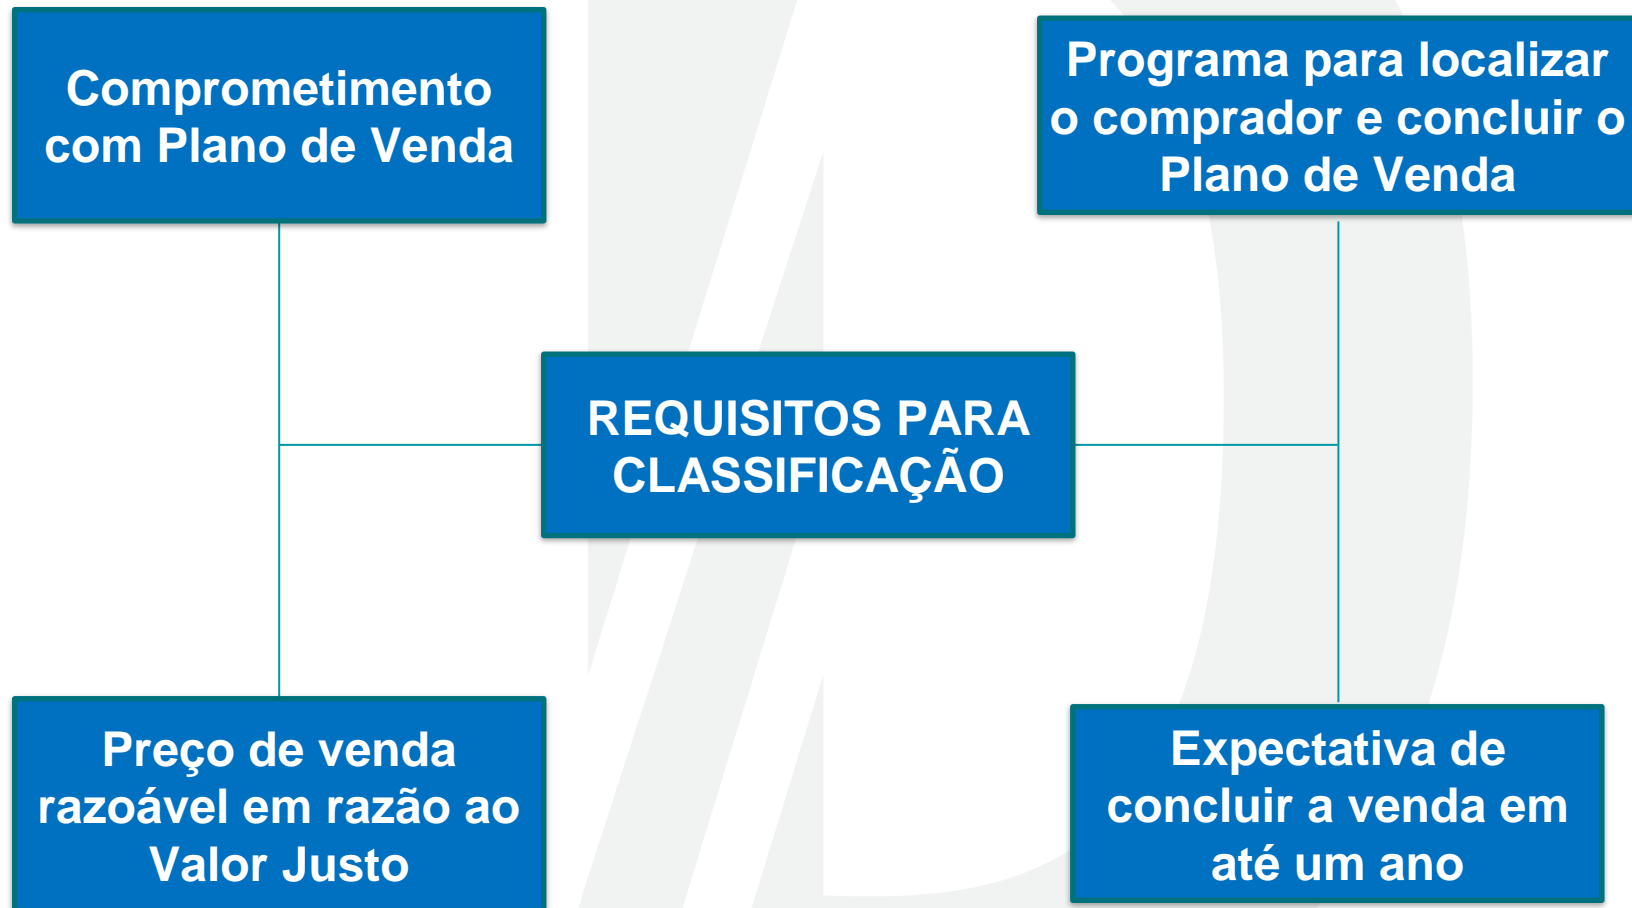 Comprometimento
com Plano de Venda
Programa para localizar
o comprador e concluir o
Plano de Venda
REQUISITOS PARA
CLASSIFICAÇÃO
Preço de venda
razoável em razão ao
Valor Justo
Expectativa de
concluir a venda em
até um ano